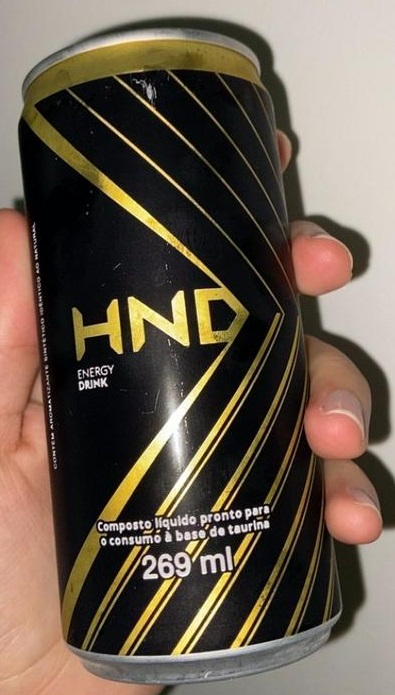 HND
ENERGY
DRINK
Composto líquido pronto para
o consumo à base de taurina
269 ml
CONTÉM AROMATIZANTE SINTÉTICO IDÊNTICO AO NATURAL